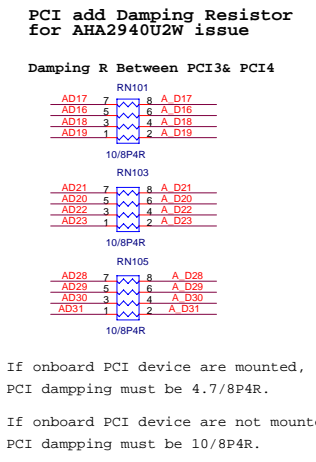 PCI add Damping Resistor
for AHA2940U2W issue
Damping R Between PCI3& PCI4
RN101
AD17 7 8 A_D17
AD16 5 6 A_D16
AD18 3 4 A_D18
AD19 1 2 A_D19
10/8P4R
RN103
AD21 7 8 A_D21
AD20 5 6 A_D20
AD22 3 4 A_D22
AD23 1 2 A_D23
10/8P4R
RN105
AD28 7 8 A_D28
AD29 5 6 A_D29
AD30 3 4 A_D30
AD31 1 2 A_D31
10/8P4R
If onboard PCI device are mounted,
PCI dampping must be 4.7/8P4R.
If onboard PCI device are not mounte
PCI dampping must be 10/8P4R.